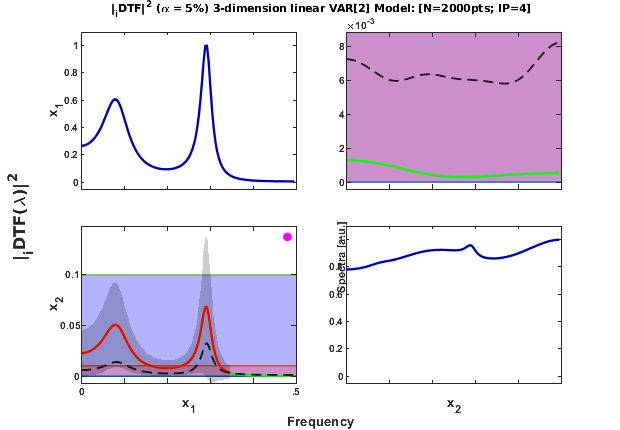 |ᵢDTF|² (α = 5%) 3-dimension linear VAR[2] Model: [N=2000pts; IP=4]
×10⁻³
1
0.8
0.6
0.4
0.2
0
x₁
8
6
4
2
0
|ᵢDTF(λ)|²
0.1
0.05
0
x₂
0
.5
x₁
Spectra [a.u.]
0.8
0.6
0.4
0.2
0
x₂
Frequency